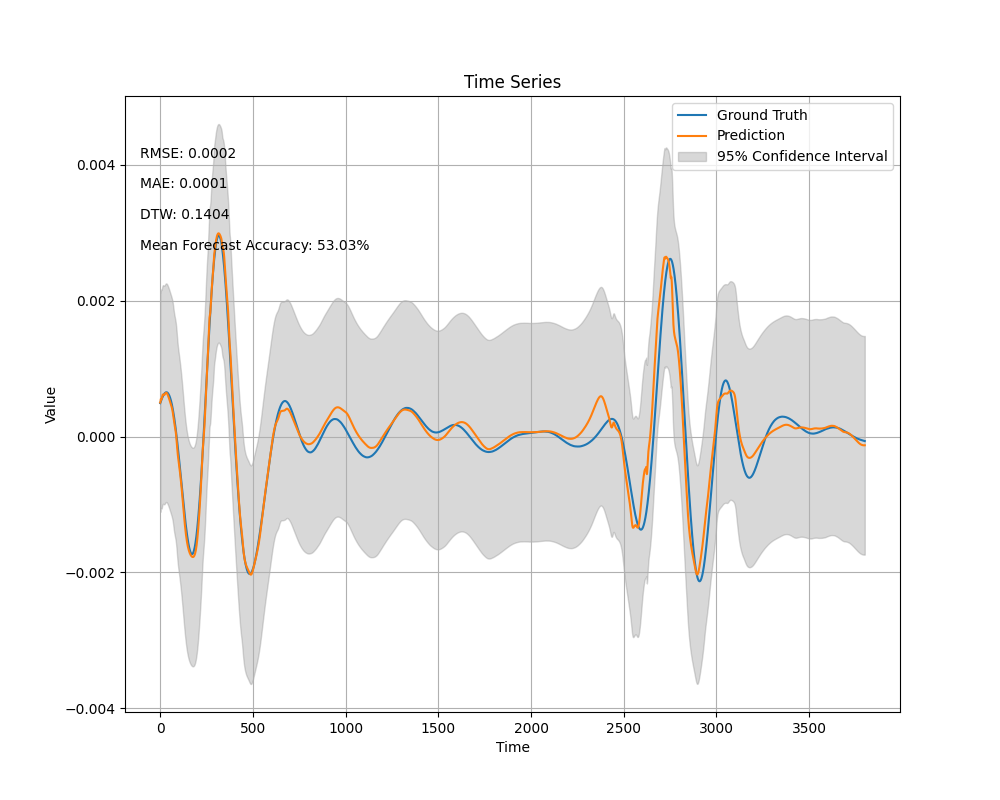 Time Series
Ground Truth
Prediction
95% Confidence Interval
RMSE: 0.0002
MAE: 0.0001
DTW: 0.1404
Mean Forecast Accuracy: 53.03%
0.004
0.002
0.000
−0.002
−0.004
Value
0 500 1000 1500 2000 2500 3000 3500
Time